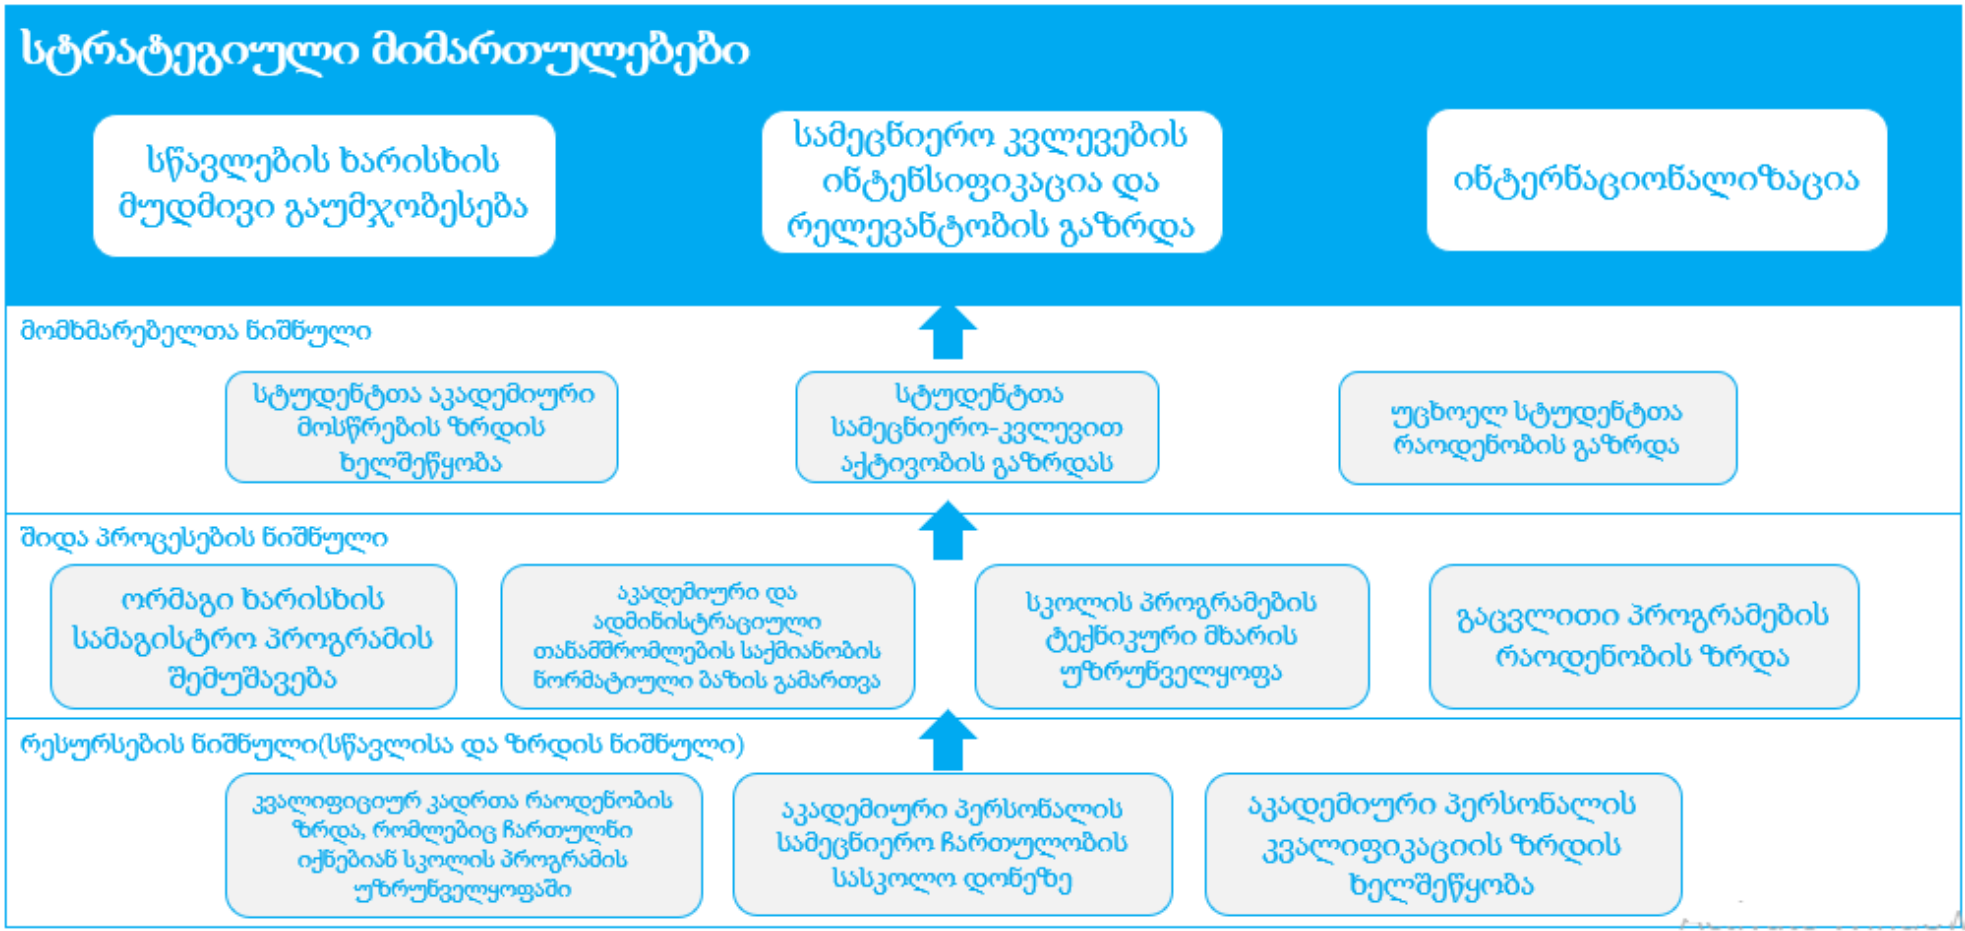 სტრატეგიული მიმართულებები
სწავლების ხარისხის
მუდმივი გაუმჯობესება
სამეცნიერო კვლევების
ინტენსიფიკაცია და
რელევანტობის გაზრდა
ინტერნაციონალიზაცია
მომხმარებელთა ნიშნული
სტუდენტთა აკადემიური
მოსწრების ზრდის
ხელშეწყობა
სტუდენტთა
სამეცნიერო-კვლევით
აქტივობის გაზრდას
უცხოელ სტუდენტთა
რაოდენობის გაზრდა
შიდა პროცესების ნიშნული
ორმაგი ხარისხის
სამაგისტრო პროგრამის
შემუშავება
აკადემიური და
ადმინისტრაციული
თანამშრომლების საქმიანობის
ნორმატიული ბაზის გამართვა
სკოლის პროგრამების
ტექნიკური მხარის
უზრუნველყოფა
გაცვლითი პროგრამების
რაოდენობის ზრდა
რესურსების ნიშნული(სწავლისა და ზრდის ნიშნული)
კვალიფიციურ კადრთა რაოდენობის
ზრდა, რომლებიც ჩართულნი
იქნებიან სკოლის პროგრამის
უზრუნველყოფაში
აკადემიური პერსონალის
სამეცნიერო ჩართულობის
სასკოლო დონეზე
აკადემიური პერსონალის
კვალიფიკაციის ზრდის
ხელშეწყობა